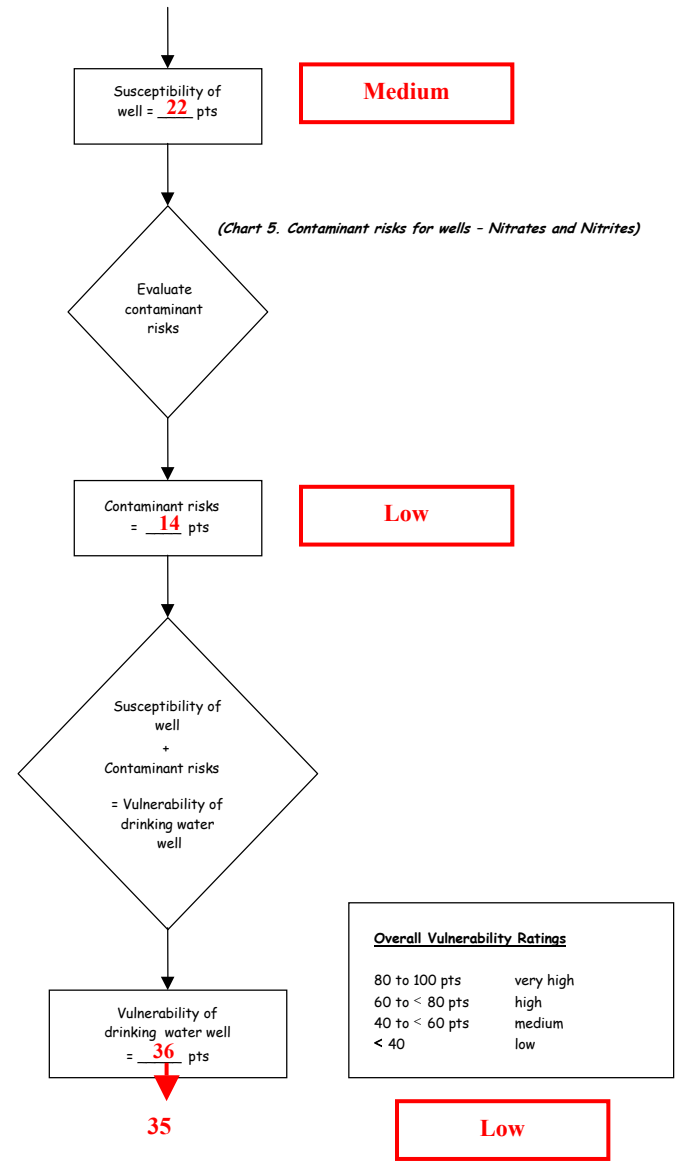 Susceptibility of
well = 22 pts
Medium
(Chart 5. Contaminant risks for wells – Nitrates and Nitrites)
Evaluate
contaminant
risks
Contaminant risks
= 14 pts
Low
Susceptibility of
well
+
Contaminant risks
= Vulnerability of
drinking water
well
Overall Vulnerability Ratings
80 to 100 pts very high
60 to < 80 pts high
40 to < 60 pts medium
< 40 low
Vulnerability of
drinking water well
= 36 pts
35
Low